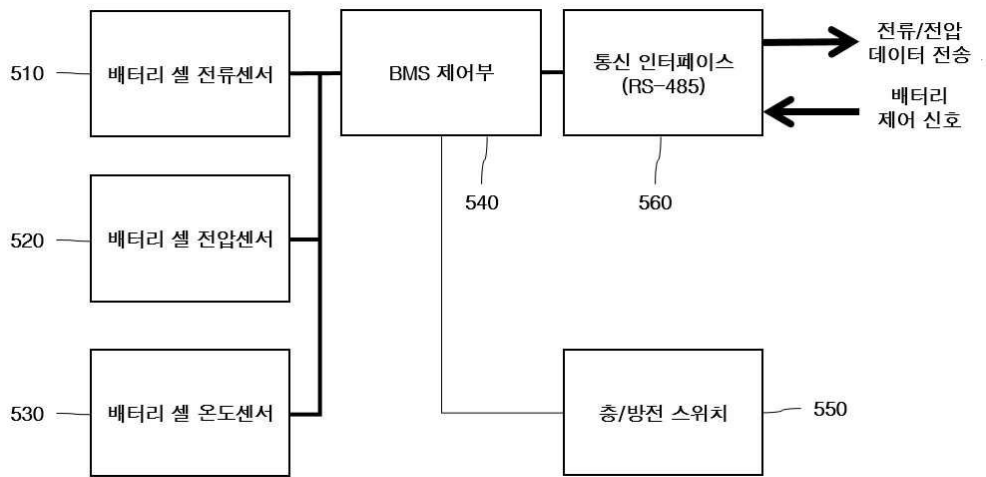 510
배터리 셀 전류센서
BMS 제어부
통신 인터페이스
(RS-485)
전류/전압
데이터 전송
배터리
제어 신호
540
560
520
배터리 셀 전압센서
530
배터리 셀 온도센서
충/방전 스위치
550